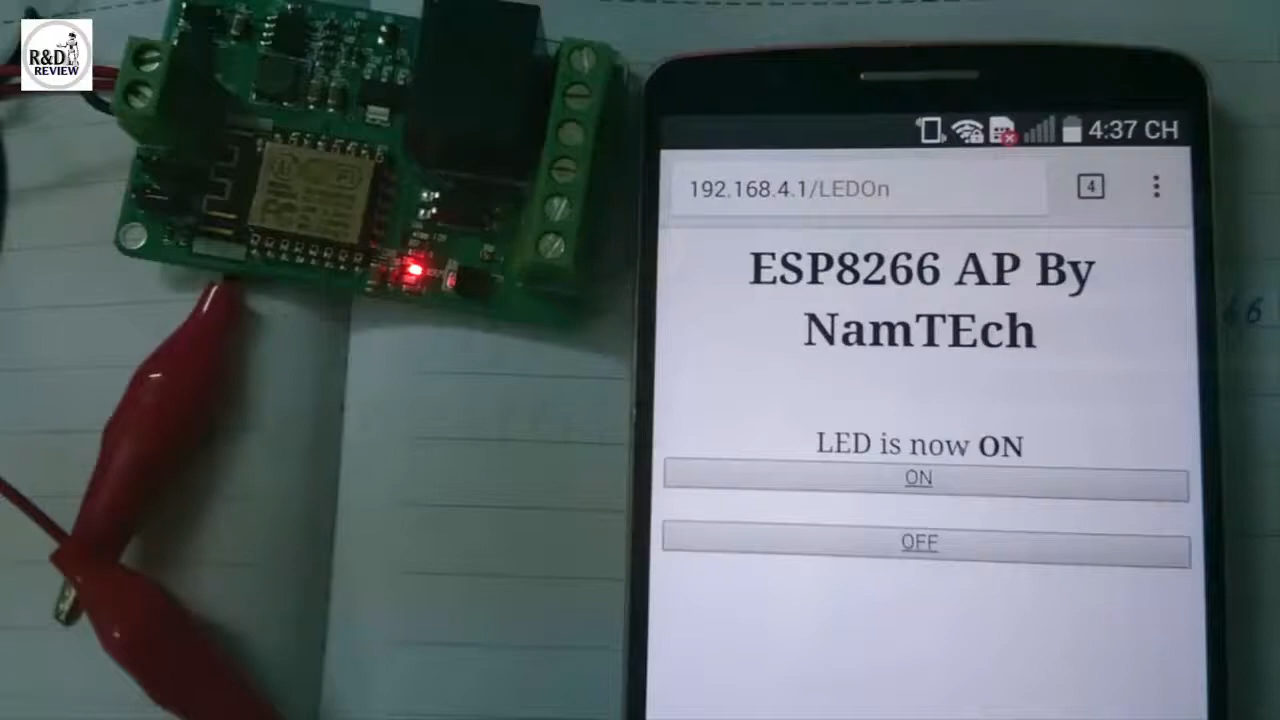 R&D
REVIEW
4:37 CH
192.168.4.1/LEDOn
4
ESP8266 AP By
NamTEch
LED is now ON
ON
OFF